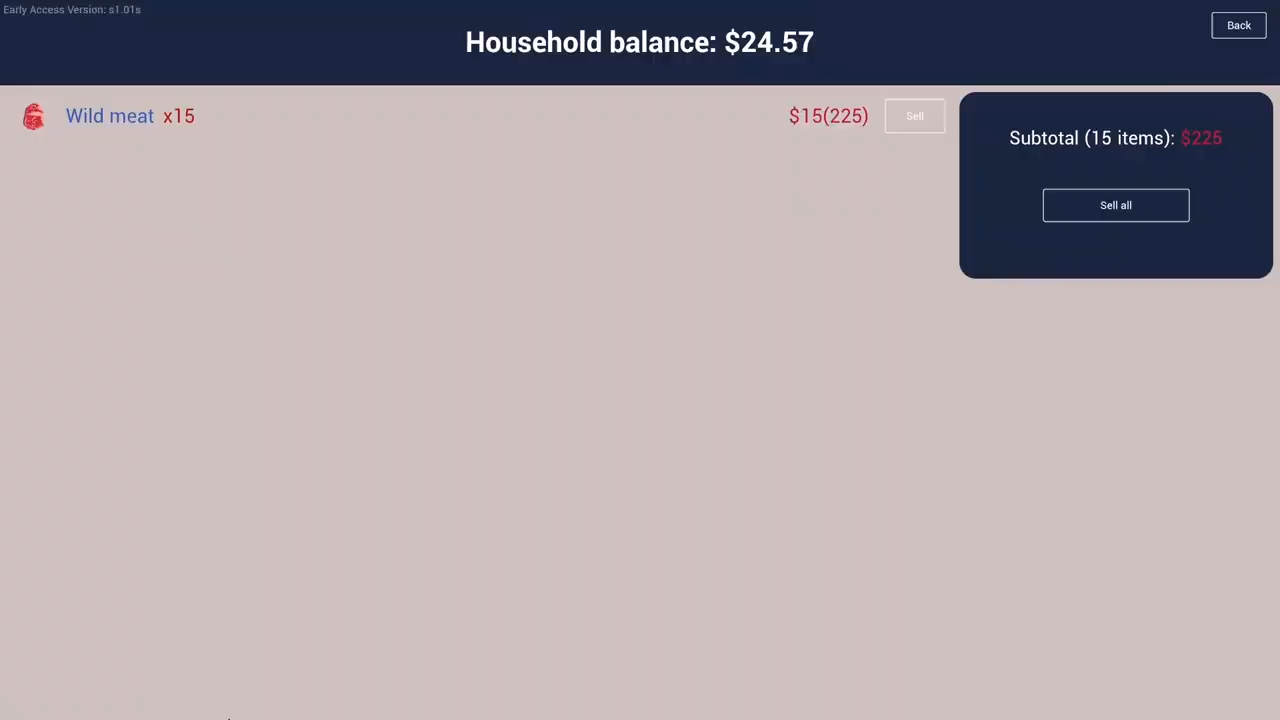 Early Access Version: s1.01s
Household balance: $24.57
Back
Wild meat x15 $15(225) Sell
Subtotal (15 items): $225
Sell all